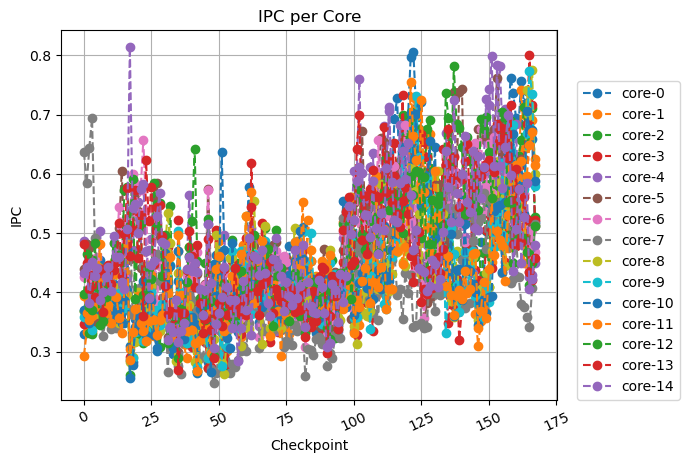 IPC per Core
IPC
0.8
0.7
0.6
0.5
0.4
0.3
0
25
50
75
100
125
150
175
Checkpoint
core-0
core-1
core-2
core-3
core-4
core-5
core-6
core-7
core-8
core-9
core-10
core-11
core-12
core-13
core-14